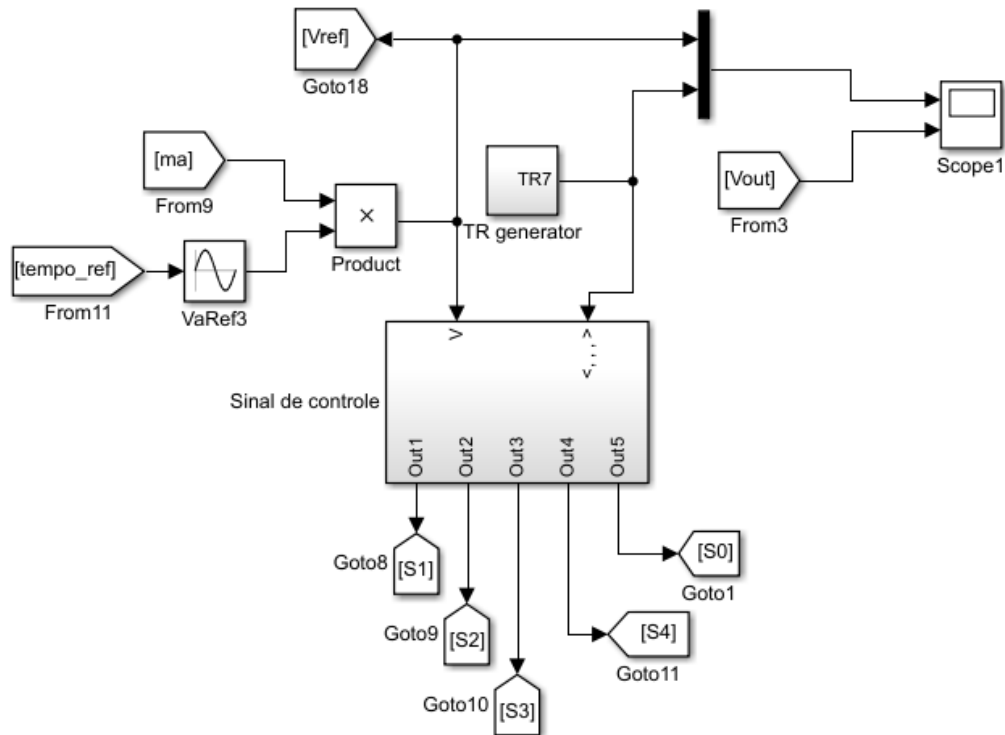 [Vref]
Goto18
[ma]
From9
[tempo_ref]
From11
VaRef3
×
Product
TR7
TR generator
[Vout]
From3
Scope1
Sinal de controle
V
<, , , >
Out1
Out2
Out3
Out4
Out5
Goto8
[S1]
Goto9
[S2]
Goto10
[S3]
[S4]
Goto11
[S0]
Goto1